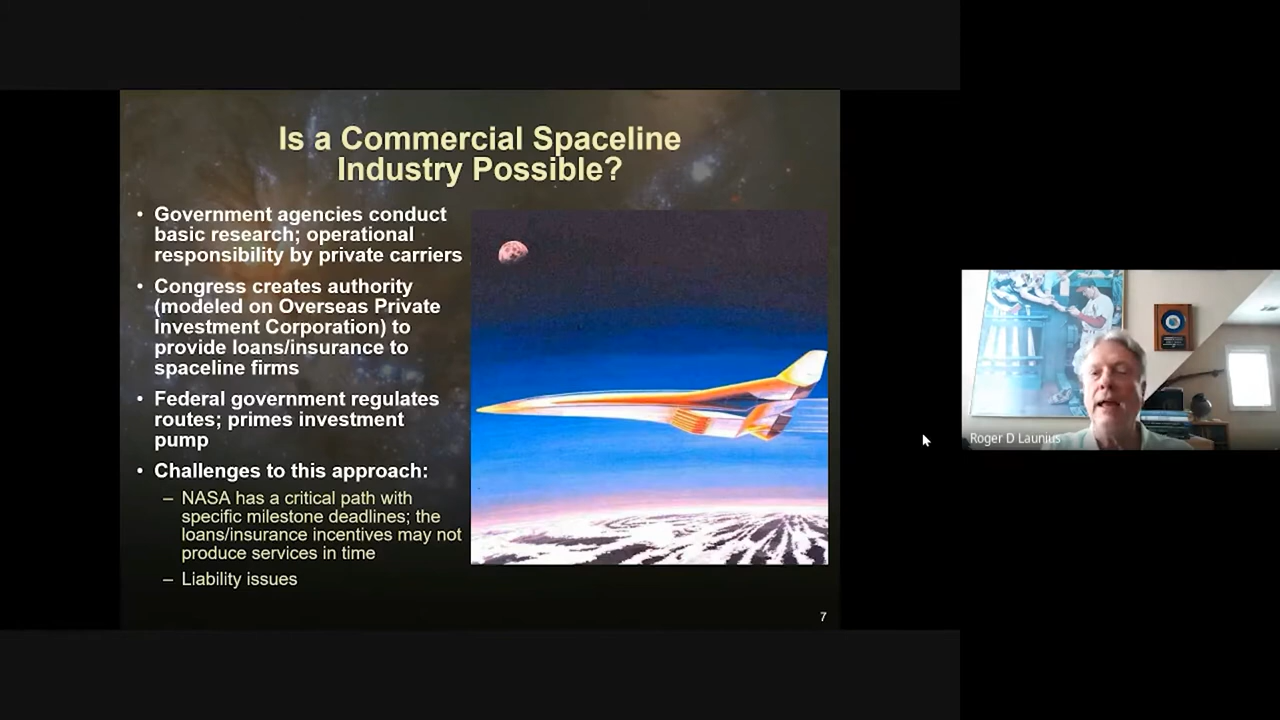 Is a Commercial Spaceline
Industry Possible?
• Government agencies conduct
basic research; operational
responsibility by private carriers
• Congress creates authority
(modeled on Overseas Private
Investment Corporation) to
provide loans/insurance to
spaceline firms
• Federal government regulates
routes; primes investment
pump
• Challenges to this approach:
– NASA has a critical path with
specific milestone deadlines; the
loans/insurance incentives may not
produce services in time
– Liability issues
7
Roger D Launius